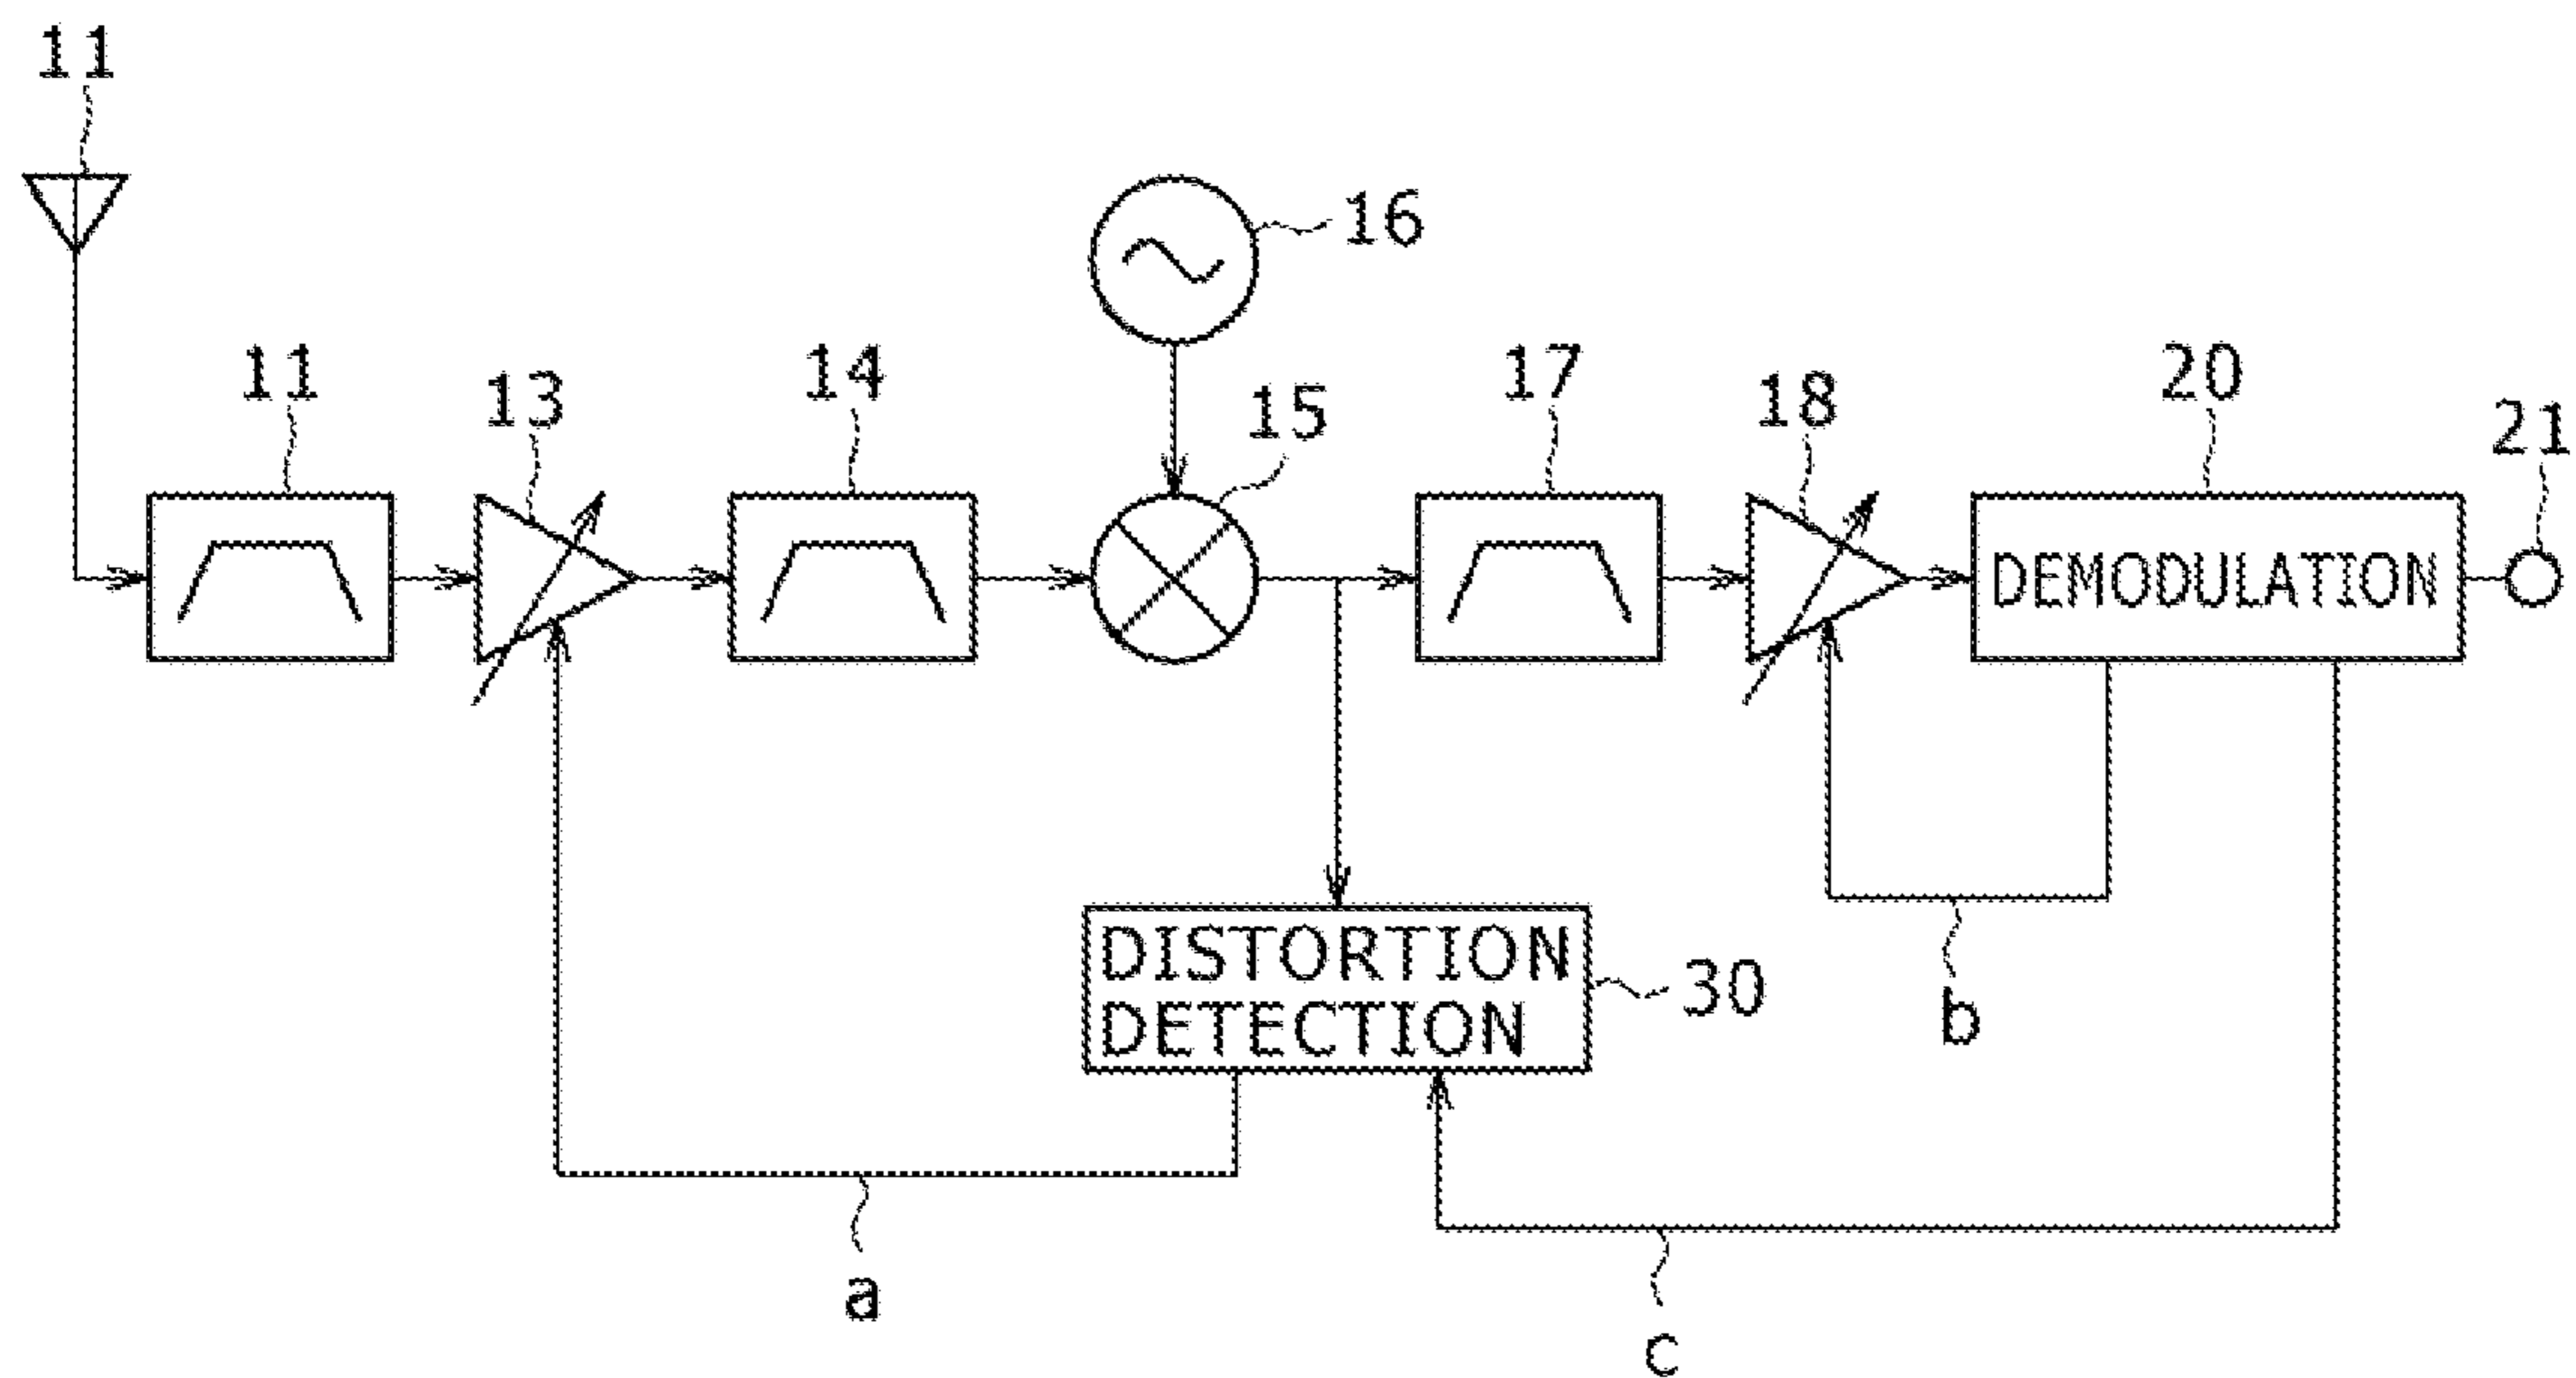 11
16
11
13
14
15
17
18
20
21
DEMODULATION
DISTORTION
DETECTION
30
b
a
c